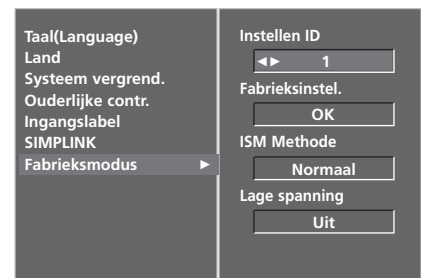 Taal(Language)
Land
Systeem vergrend.
Ouderlijke contr.
Ingangslabel
SIMPLINK
Fabrieksmodus ►
Instellen ID
◄► 1
Fabrieksinstel.
OK
ISM Methode
Normaal
Lage spanning
Uit